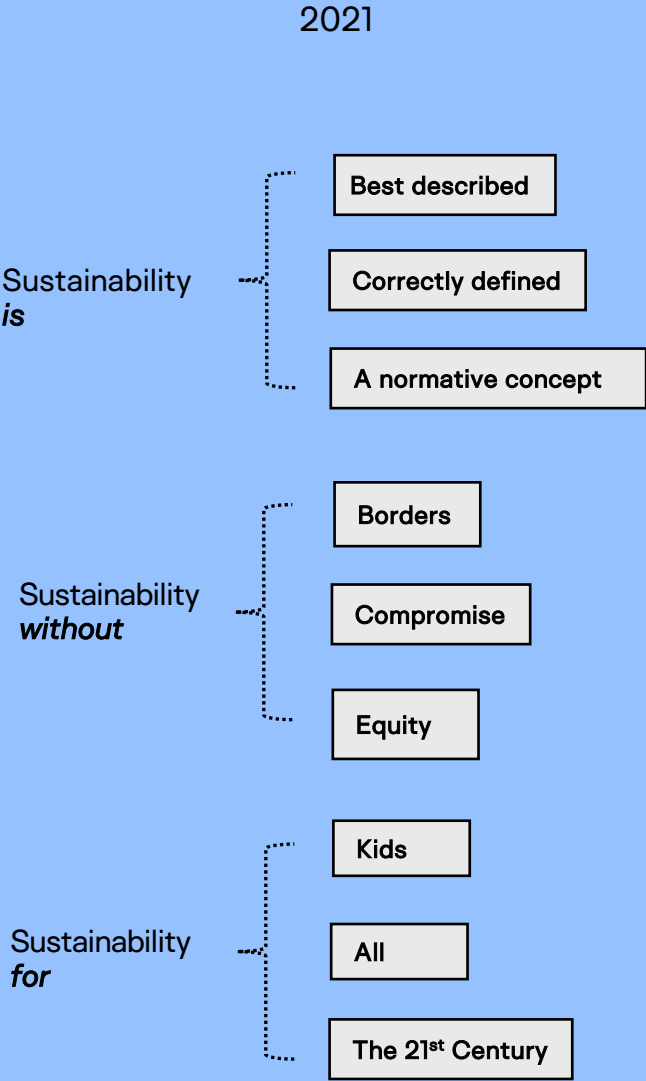 2021
Sustainability
is
Best described
Correctly defined
A normative concept
Sustainability
without
Borders
Compromise
Equity
Sustainability
for
Kids
All
The 21st Century